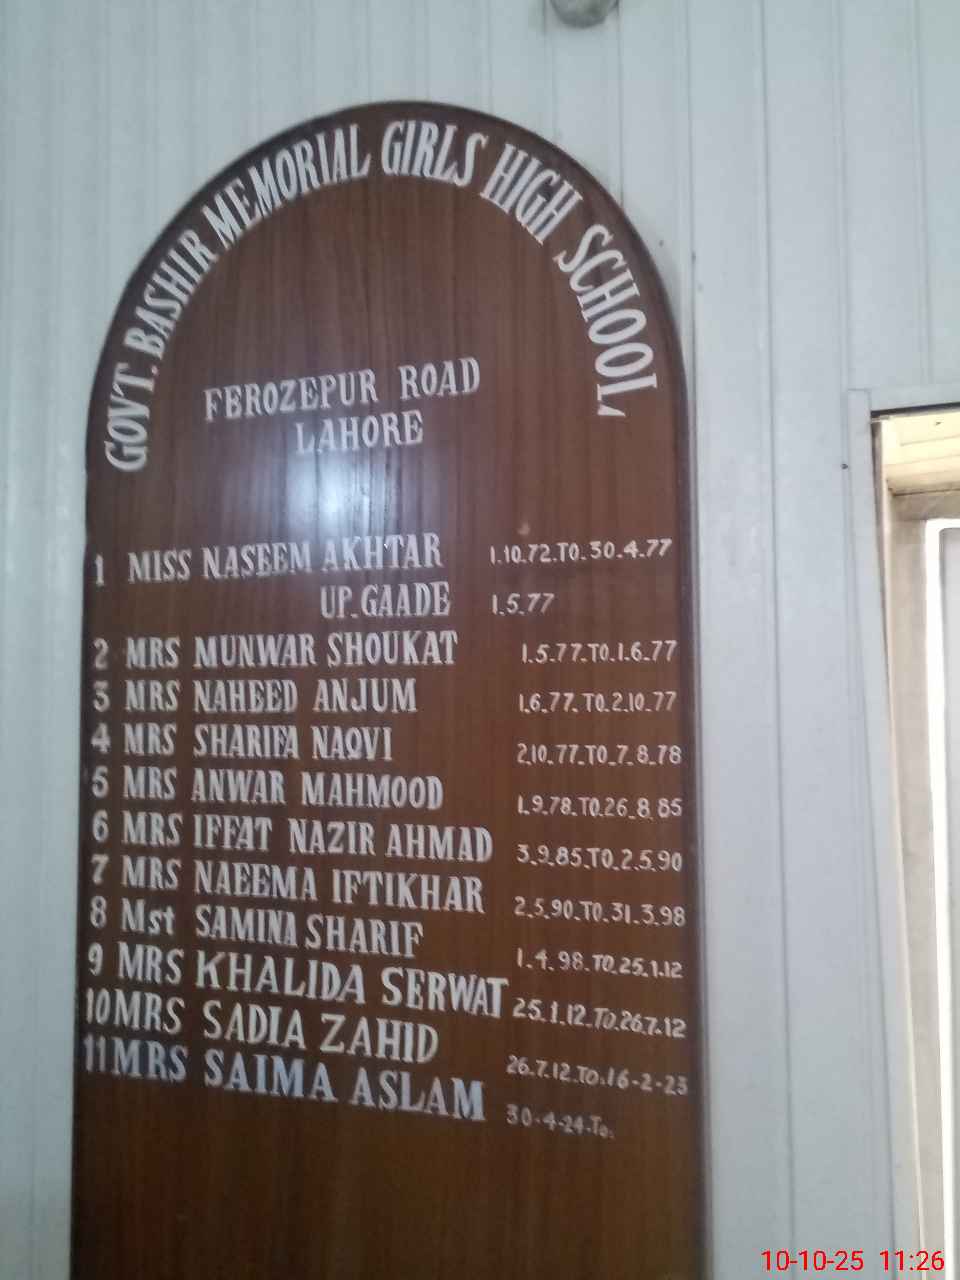 GOVT. BASHIR MEMORIAL GIRLS HIGH SCHOOL
FEROZEPUR ROAD
LAHORE
1 MISS NASEEM AKHTAR 1.10.72.TO.30.4.77
UP.GAADE 1.5.77
2 MRS MUNWAR SHOUKAT 1.5.77.TO.1.6.77
3 MRS NAHEED ANJUM 1.6.77.TO.2.10.77
4 MRS SHARIFA NAQVI 2.10.77.TO.7.8.78
5 MRS ANWAR MAHMOOD 1.9.78.TO.26.8.85
6 MRS IFFAT NAZIR AHMAD 3.9.85.TO.2.5.90
7 MRS NAEEMA IFTIKHAR 2.5.90.TO.31.3.98
8 Mst SAMINA SHARIF 1.4.98.TO.25.1.12
9 MRS KHALIDA SERWAT 25.1.12.To.26.7.12
10 MRS SADIA ZAHID 26.7.12.To.16-2-23
11 MRS SAIMA ASLAM 30-4-24-To.
10-10-25 11:26